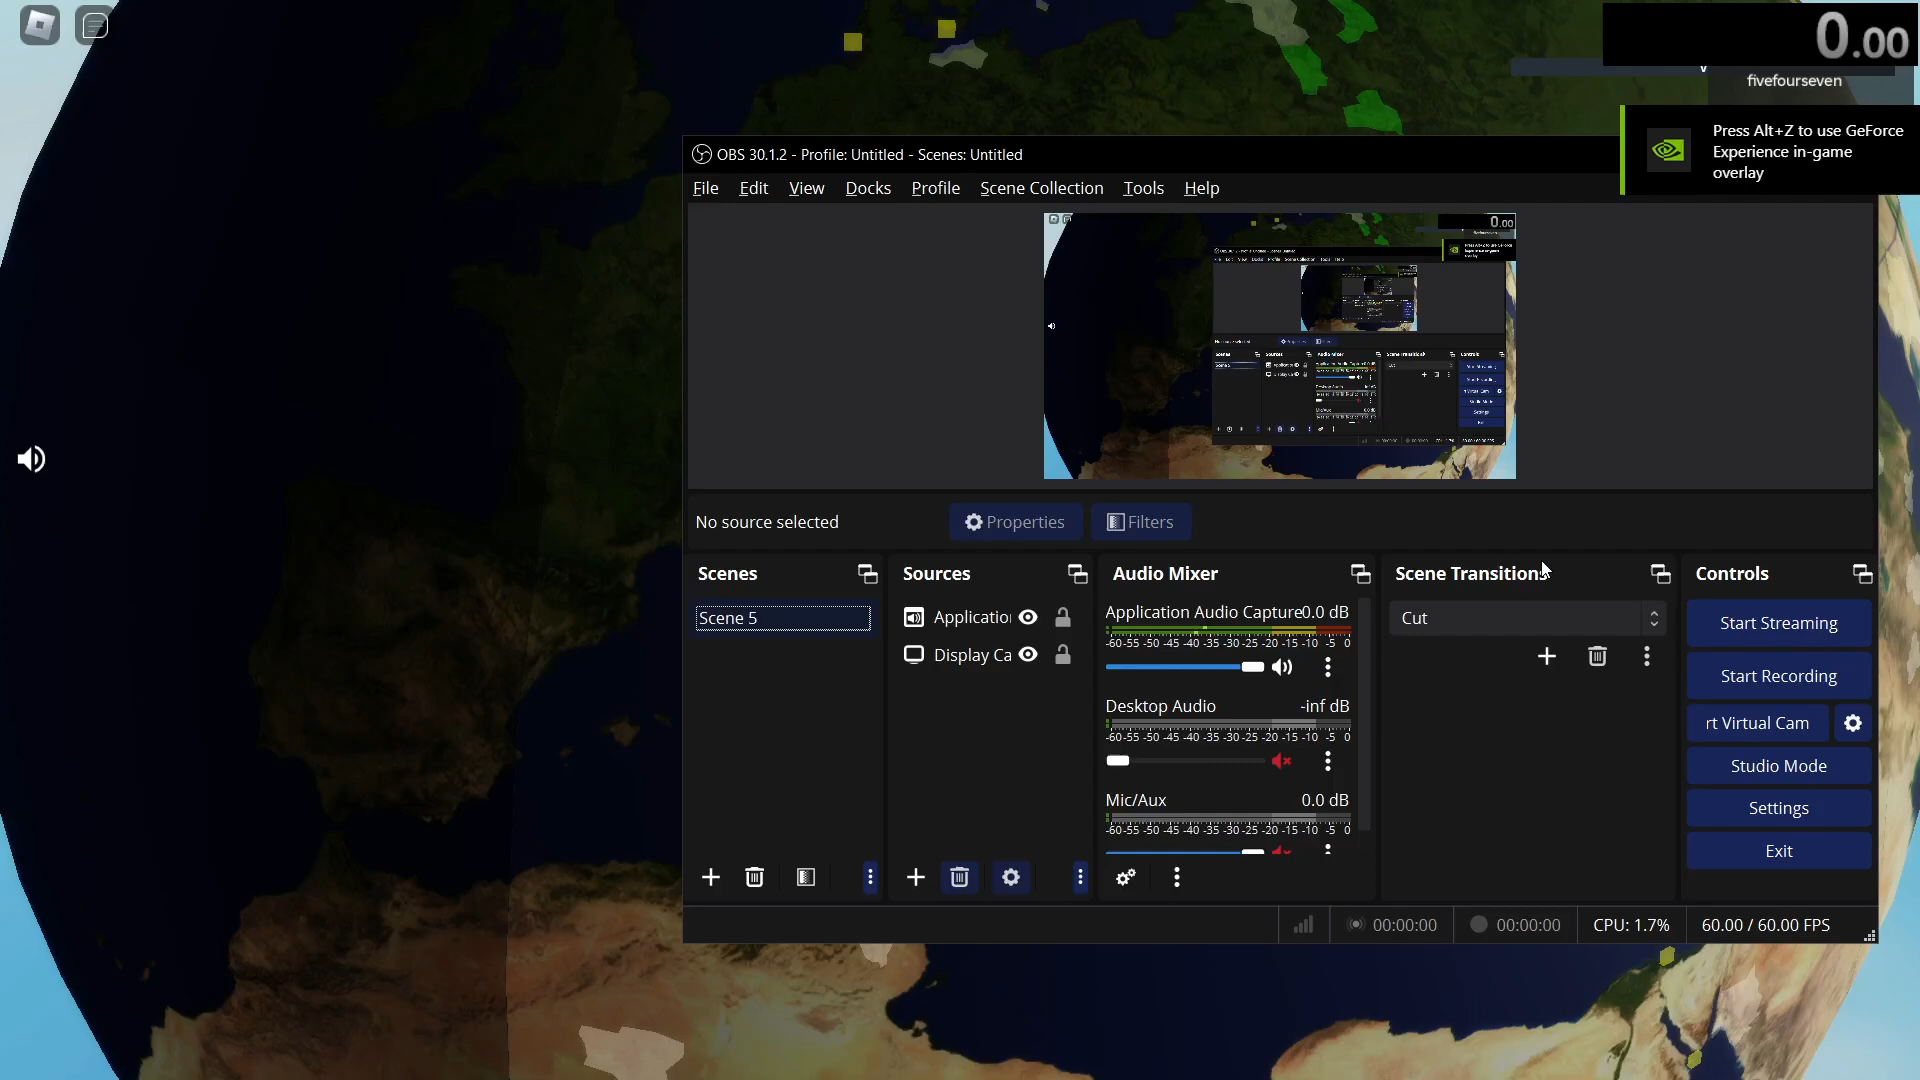 0.00
fivefourseven
Press Alt+Z to use GeForce
Experience in-game
overlay
OBS 30.1.2 - Profile: Untitled - Scenes: Untitled
File Edit View Docks Profile Scene Collection Tools Help
No source selected
Properties
Filters
Scenes
Scene 5
Sources
Applicatio
Display Ca
Audio Mixer
Application Audio Capture 0.0 dB
-60 -55 -50 -45 -40 -35 -30 -25 -20 -15 -10 -5 0
Desktop Audio -inf dB
-60 -55 -50 -45 -40 -35 -30 -25 -20 -15 -10 -5 0
Mic/Aux 0.0 dB
-60 -55 -50 -45 -40 -35 -30 -25 -20 -15 -10 -5 0
Scene Transitions
Cut
Controls
Start Streaming
Start Recording
rt Virtual Cam
Studio Mode
Settings
Exit
00:00:00
00:00:00
CPU: 1.7%
60.00 / 60.00 FPS